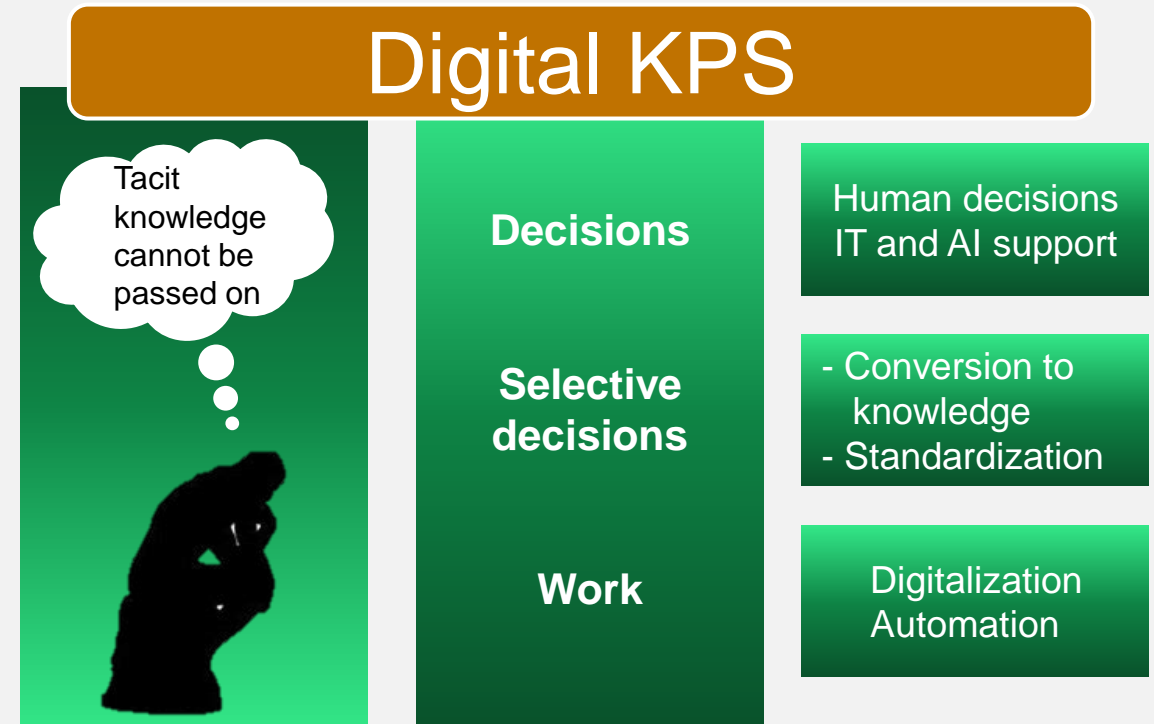 Digital KPS
Tacit
knowledge
cannot be
passed on
Decisions
Selective
decisions
Work
Human decisions
IT and AI support
- Conversion to
knowledge
- Standardization
Digitalization
Automation